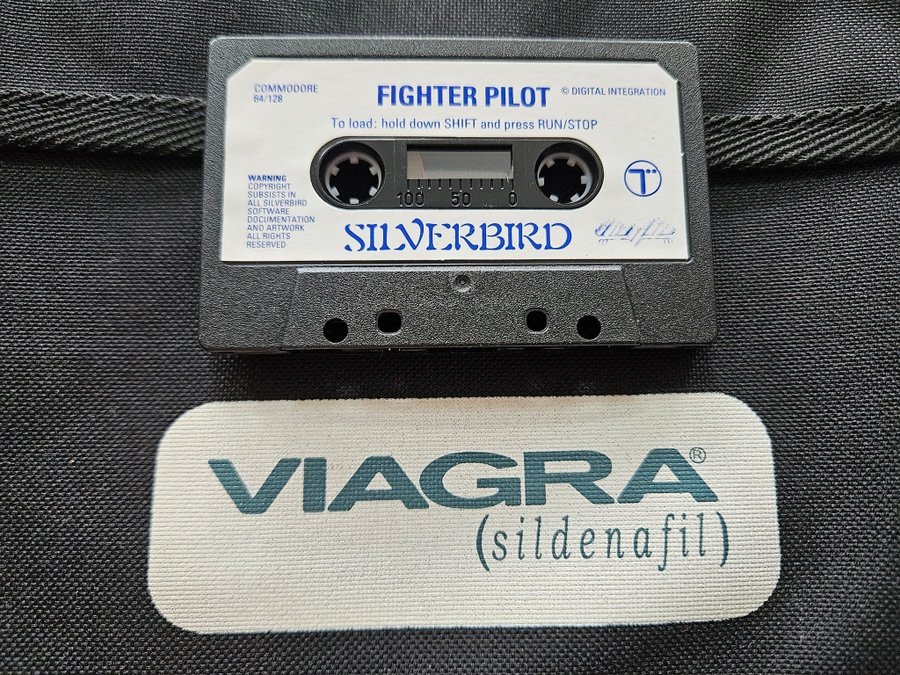 COMMODORE
64/128
FIGHTER PILOT
© DIGITAL INTEGRATION
To load: hold down SHIFT and press RUN/STOP
WARNING
COPYRIGHT
SUBSISTS IN
ALL SILVERBIRD
SOFTWARE
DOCUMENTATION
AND ARTWORK
ALL RIGHTS
RESERVED
100 50 0
T
SILVERBIRD
VIAGRA®
(sildenafil)